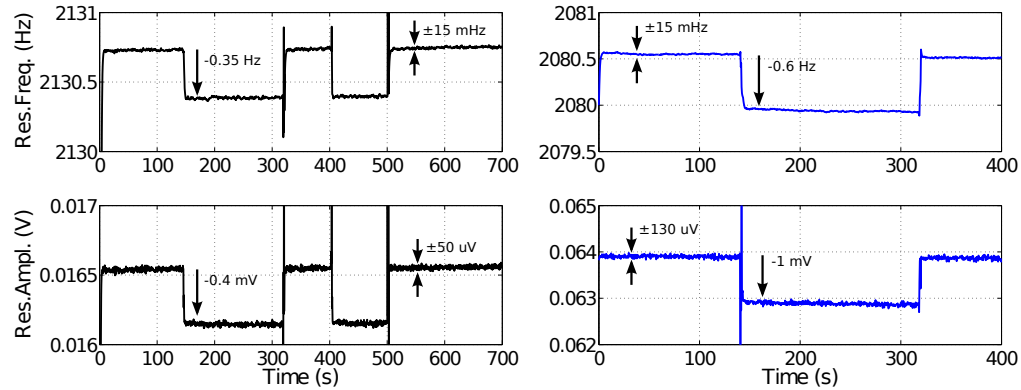 2131
2130.5
2130
Res.Freq. (Hz)
-0.35 Hz
±15 mHz
0 100 200 300 400 500 600 700
2081
2080.5
2080
2079.5
±15 mHz
-0.6 Hz
0 100 200 300 400
0.017
0.0165
0.016
Res.Ampl. (V)
-0.4 mV
±50 uV
0 100 200 300 400 500 600 700
Time (s)
0.065
0.064
0.063
0.062
±130 uV
-1 mV
0 100 200 300 400
Time (s)